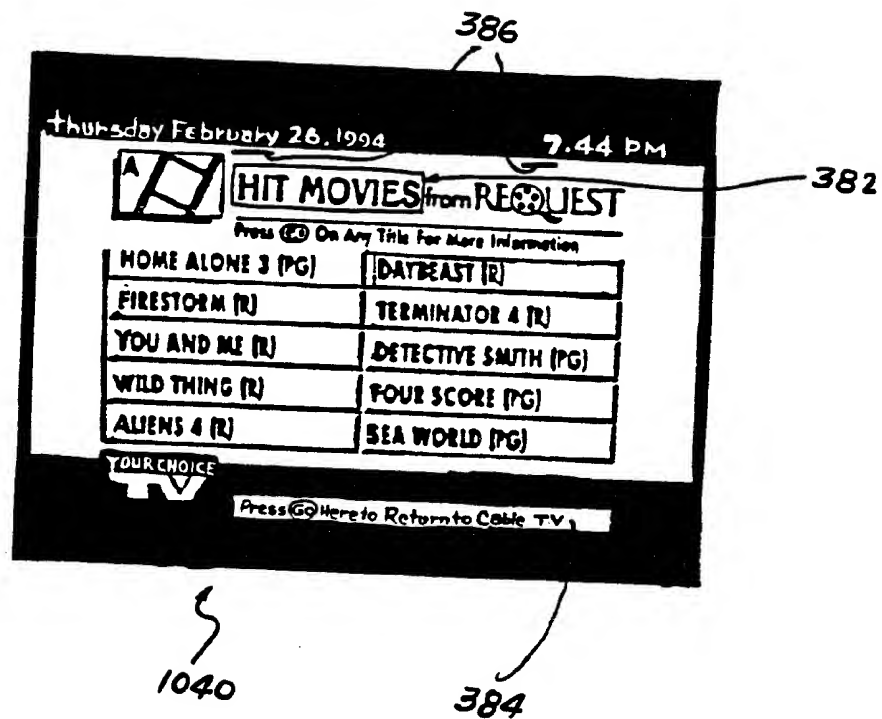 386
thursday February 26.1994 7.44 PM
382
A HIT MOVIES from REQUEST
Press GO On Any Title For More Information
HOME ALONE 3 (PG) DAYBEAST (R)
FIRESTORM (R) TERMINATOR 4 (R)
YOU AND ME (R) DETECTIVE SMITH (PG)
WILD THING (R) FOUR SCORE (PG)
ALIENS 4 (R) SEA WORLD (PG)
YOUR CHOICE
TV
Press GO Here to Return to Cable TV
1040 384